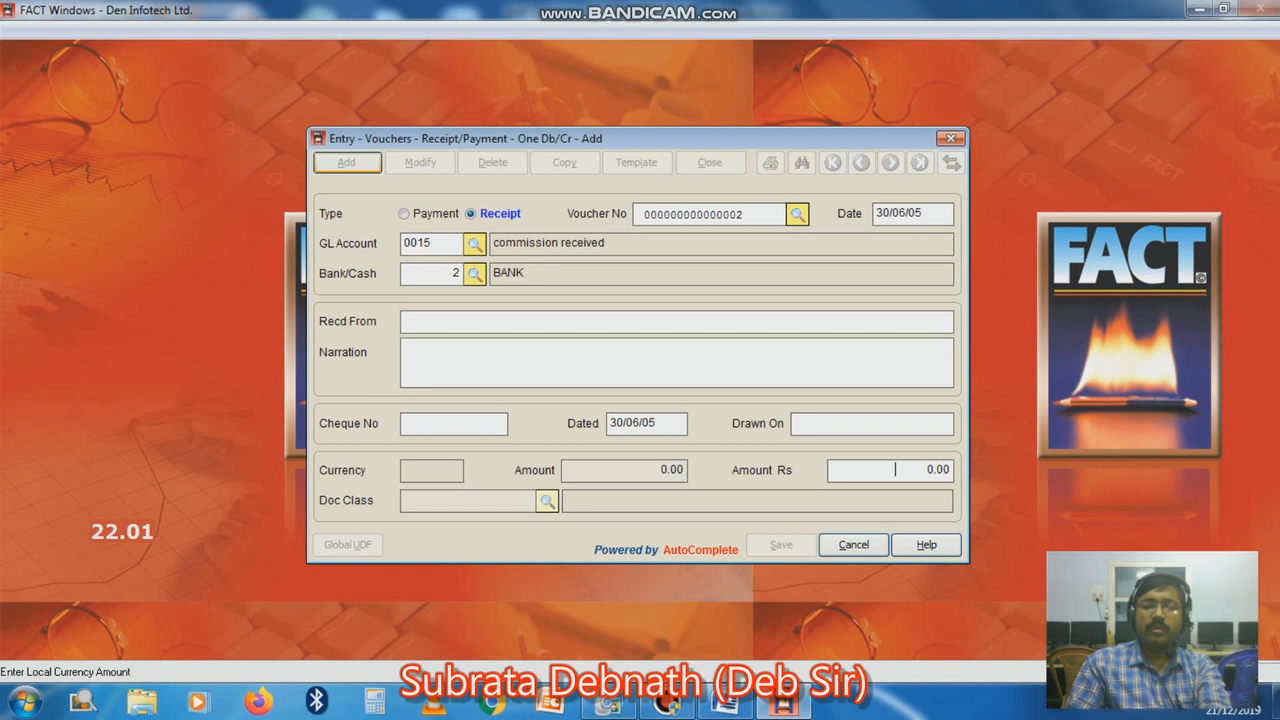 FACT Windows - Den Infotech Ltd.
www.BANDICAM.com
Entry - Vouchers - Receipt/Payment - One Db/Cr - Add
Add Modify Delete Copy Template Close
Type Payment Receipt Voucher No 000000000000002 Date 30/06/05
GL Account 0015 commission received
Bank/Cash 2 BANK
Recd From
Narration
Cheque No Dated 30/06/05 Drawn On
Currency Amount 0.00 Amount Rs 0.00
Doc Class
Global UDF Powered by AutoComplete Save Cancel Help
FACT
FACT
22.01
Enter Local Currency Amount
Subrata Debnath (Deb Sir)
21/12/2019